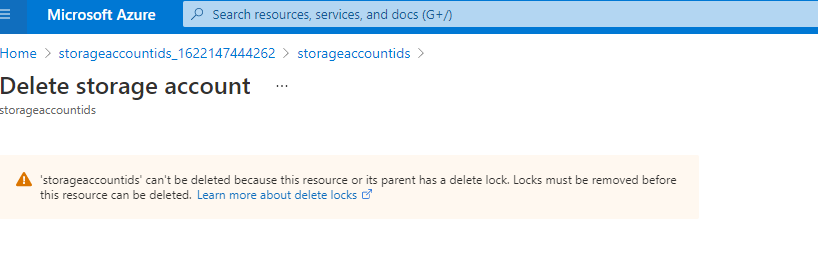 Microsoft Azure
Search resources, services, and docs (G+/)
Home > storageaccountids_1622147444262 > storageaccountids >
Delete storage account ...
storageaccountids
'storageaccountids' can't be deleted because this resource or its parent has a delete lock. Locks must be removed before
this resource can be deleted. Learn more about delete locks